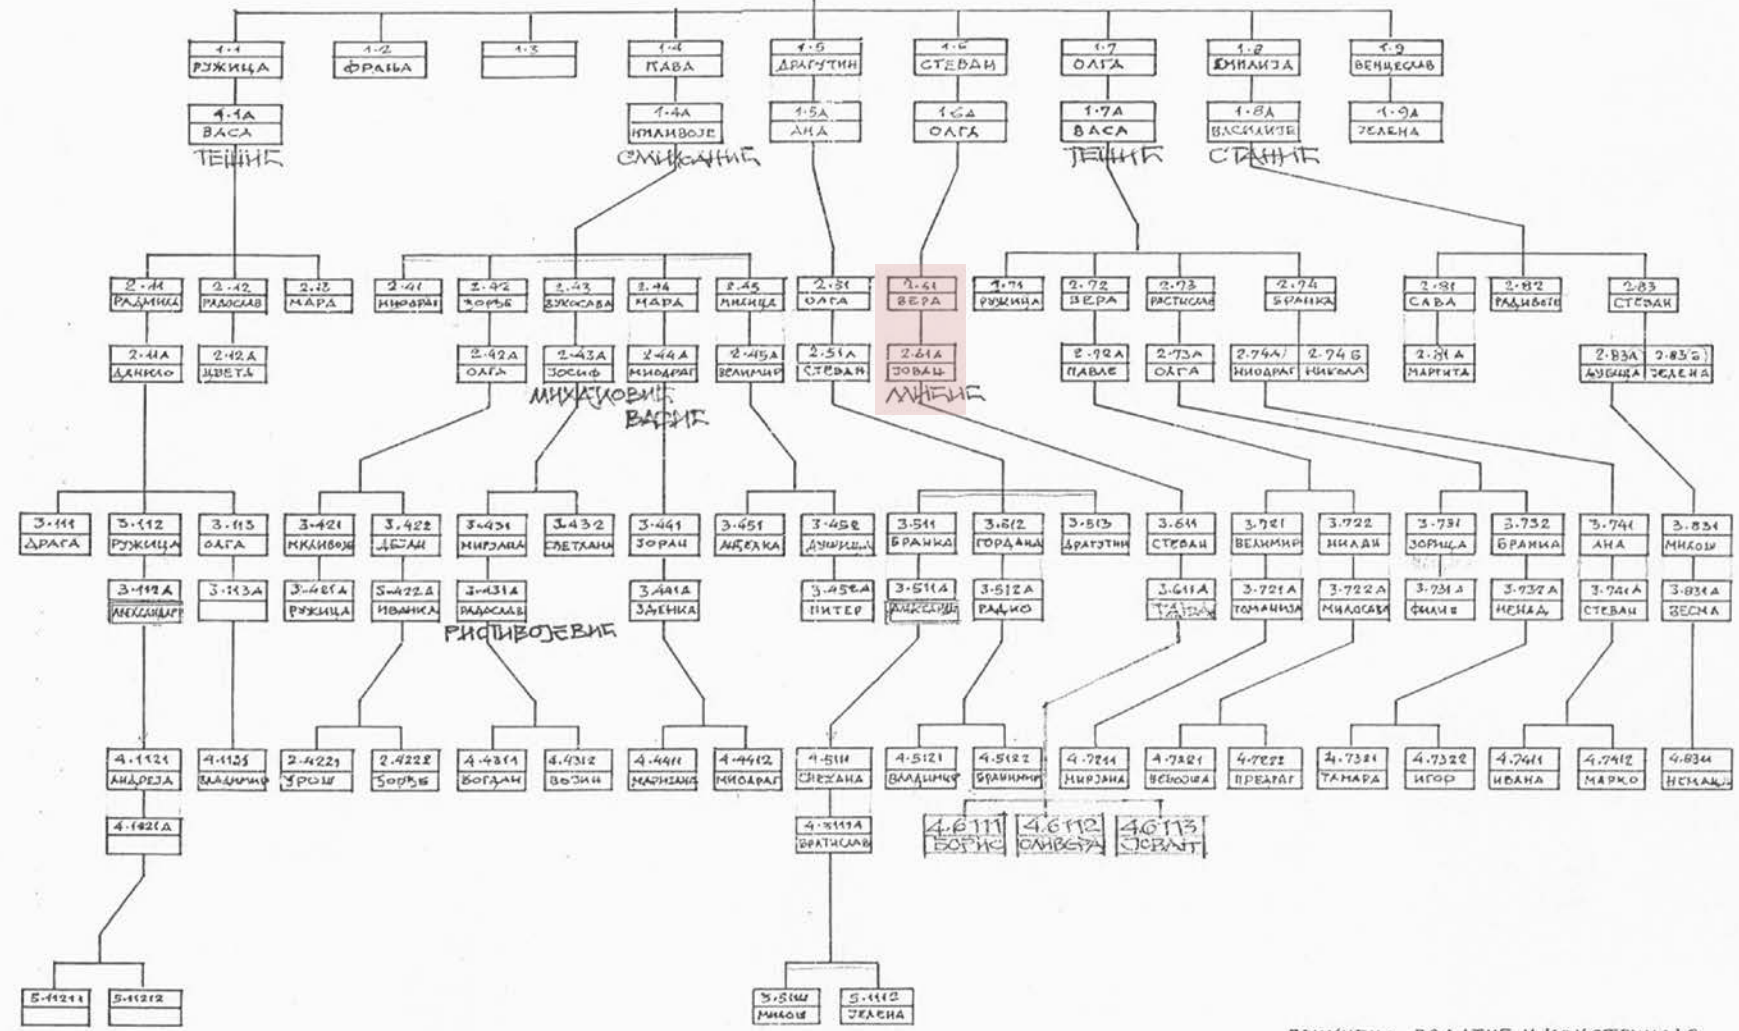 1.1
РУЖИЦА
1.2
ФРАЊА
1.3
1.4
ПАВА
1.5
ДРАГУТИН
1.6
СТЕВАН
1.7
ОЛГА
1.8
ЕМИЛИЈА
1.9
ВЕНЦЕСЛАВ
1.1А
ВАСА
1.4А
МИЛИВОЈЕ
1.5А
АНА
1.6А
ОЛГА
1.7А
ВАСА
1.8А
ВАСИЛИЈЕ
1.9А
ЈЕЛЕНА
ТЕШИЋ
ТЕШИЋ
СТАНИЋ
2.11
РАДМИЛА
2.12
РАДОСЛАВ
2.13
МАРА
2.41
МИОДРАГ
2.42
ЂОРЂЕ
2.43
ВУКОСАВА
2.44
МАРА
2.45
МИЛИЦА
2.51
ОЛГА
2.61
ВЕРА
2.71
РУЖИЦА
2.72
ВЕРА
2.73
РАСТИСЛАВ
2.74
БРАНКА
2.81
САВА
2.82
РАДИВОЈЕ
2.83
СТЕВАН
2.11А
ДАНИЛО
2.12А
ЦВЕТА
2.42А
ОЛГА
2.43А
ЈОСИФ
2.44А
МИОДРАГ
2.45А
ВЕЛИМИР
2.51А
СТЕВАН
2.61А
ЈОВАН
2.72А
ПАВЛЕ
2.73А
ОЛГА
2.74А
МИОДРАГ
2.74Б
НИКОЛА
2.81А
МАРГИТА
2.83А
ДУБИЦА
2.83Б
ЈЕЛЕНА
МИХАЈЛОВИЋ
ВАСИЋ
3.111
ДРАГА
3.112
РУЖИЦА
3.113
ОЛГА
3.421
МИЛИВОЈЕ
3.422
ДЕЈАН
3.431
МИРЈАНА
3.432
СВЕТЛАНА
3.441
ЗОРАН
3.451
3.452
ДУШИЦА
3.511
БРАНКА
3.512
ГОРДАНА
3.513
ДРАГУТИН
3.611
СТЕВАН
3.721
ВЕЛИМИР
3.722
МИЛАН
3.731
ЗОРИЦА
3.732
БРАНКА
3.741
АНА
3.831
МИЛОШ
3.112А
АЛЕКСАНДАР
3.113А
3.421А
РУЖИЦА
3.422А
ИВАНКА
3.431А
РАДОСЛАВ
3.441А
ЗДЕНКА
3.452А
ПИТЕР
3.511А
3.512А
РАДКО
3.611А
3.721А
ТОМАНИЈА
3.722А
МИЛОСАВА
3.731А
ФИЛИП
3.732А
НЕНАД
3.741А
СТЕВАН
3.831А
ВЕСНА
РИСТИВОЈЕВИЋ
4.1121
АНДРЕЈА
4.1131
ВЛАДИМИР
2.4221
УРОШ
2.4222
ЂОРЂЕ
4.4311
БОГДАН
4.4312
ВОЈИН
4.4411
МАРИЈАНА
4.4412
МИОДРАГ
4.5111
СНЕЖАНА
4.5121
ВЛАДИМИР
4.5122
БРАНИМИР
4.7211
МИРЈАНА
4.7221
НЕБОЈША
4.7222
ПРЕДРАГ
4.7321
ТАМАРА
4.7322
ИГОР
4.7411
ИВАНА
4.7412
МАРКО
4.8311
НЕМАЊА
4.1121А
4.5111А
БРАТИСЛАВ
4.6111
БОРИС
4.6112
ОЛИВЕРА
4.6113
ЈОВАН
5.11211
5.11212
МИЛОШ
ЈЕЛЕНА